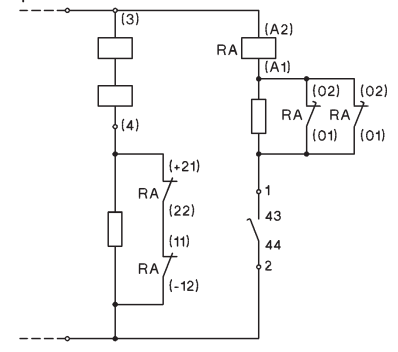 (3)
(A2)
RA
(A1)
(02) (02)
RA RA
(4)
(01) (01)
(+21)
RA
1
(22)
43
(11)
44
RA
2
(-12)